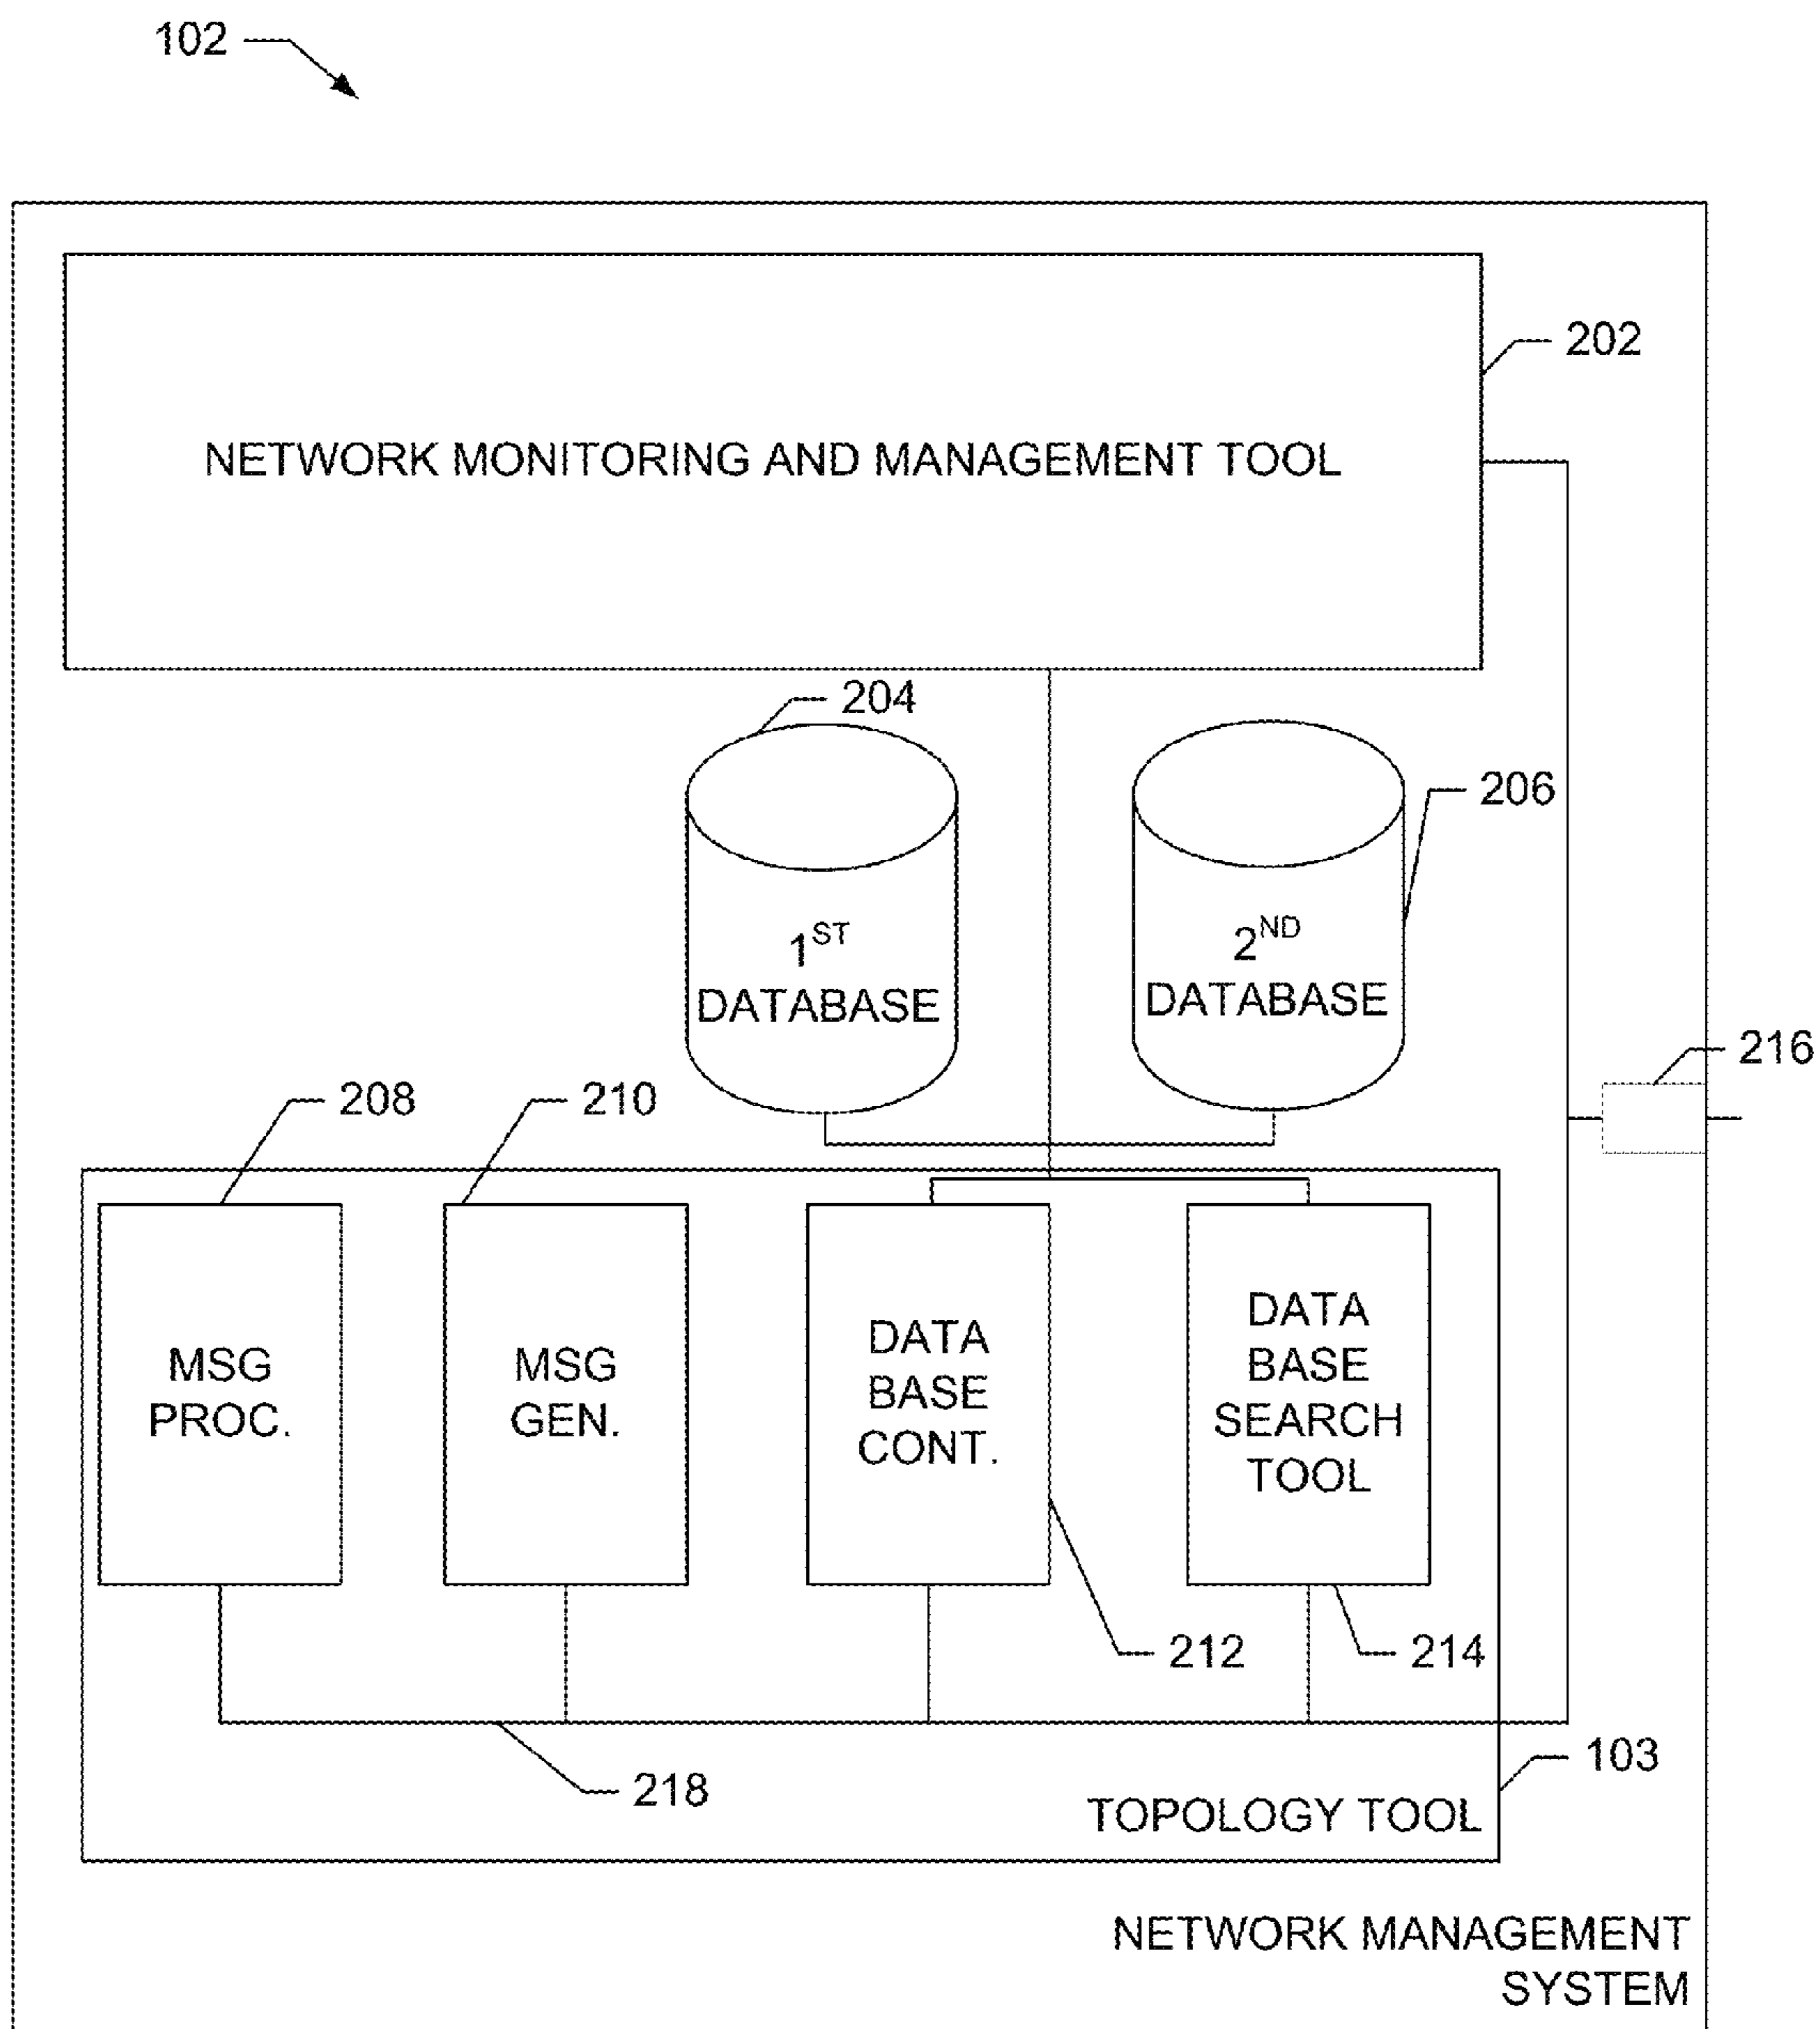 102
202
NETWORK MONITORING AND MANAGEMENT TOOL
204
206
1ST
DATABASE
2ND
DATABASE
216
208
210
MSG
PROC.
MSG
GEN.
DATA
BASE
CONT.
DATA
BASE
SEARCH
TOOL
212
214
218
103
TOPOLOGY TOOL
NETWORK MANAGEMENT
SYSTEM